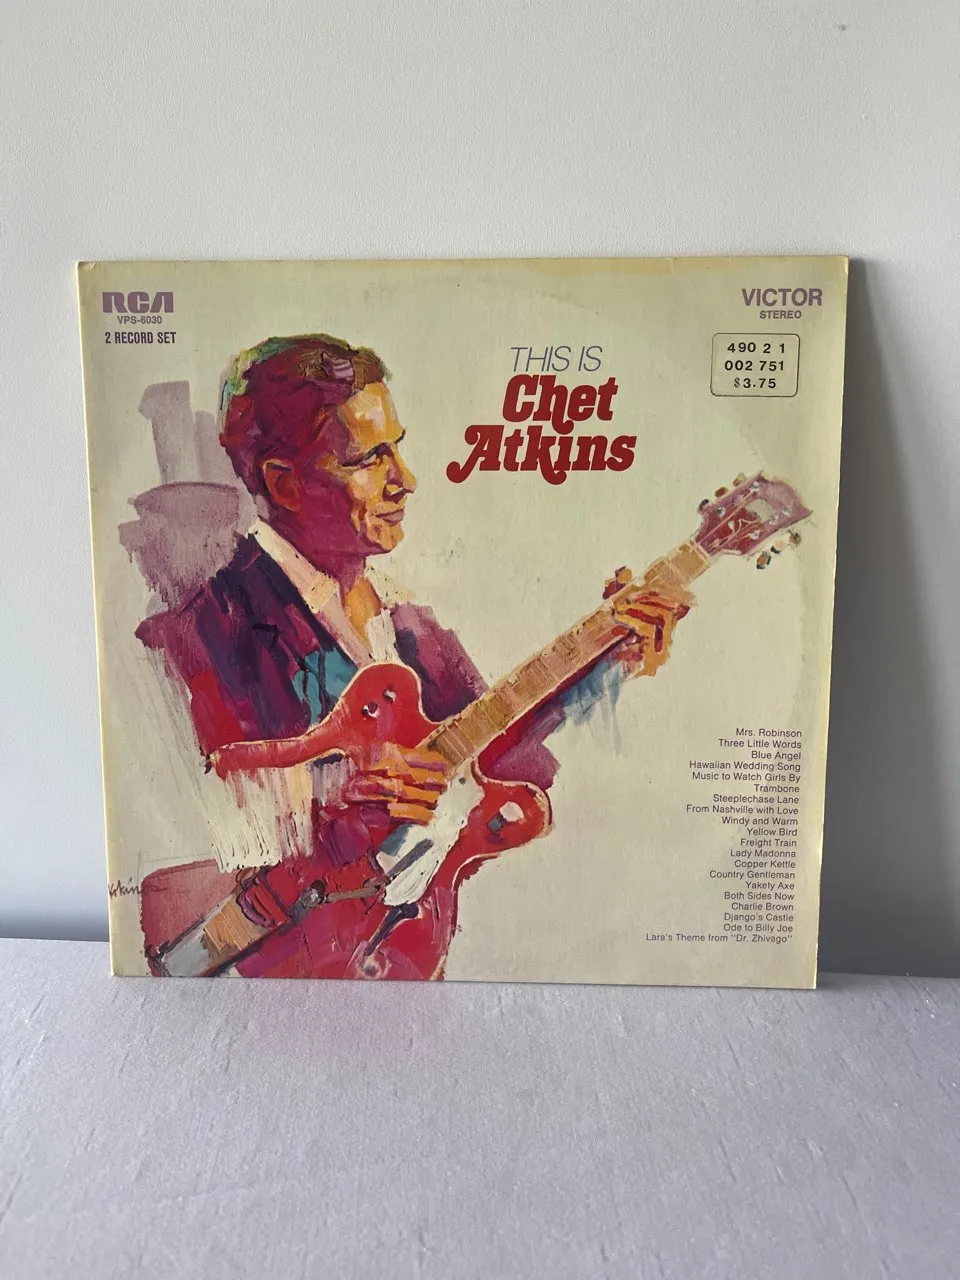 RCA
VPS-6030
2 RECORD SET
VICTOR
STEREO
490 2 1
002 751
$3.75
THIS IS
Chet
Atkins
Mrs. Robinson
Three Little Words
Blue Angel
Hawaiian Wedding Song
Music to Watch Girls By
Trambone
Steeplechase Lane
From Nashville with Love
Windy and Warm
Yellow Bird
Freight Train
Lady Madonna
Copper Kettle
Country Gentleman
Yakety Axe
Both Sides Now
Charlie Brown
Django's Castle
Ode to Billy Joe
Lara's Theme from "Dr. Zhivago"